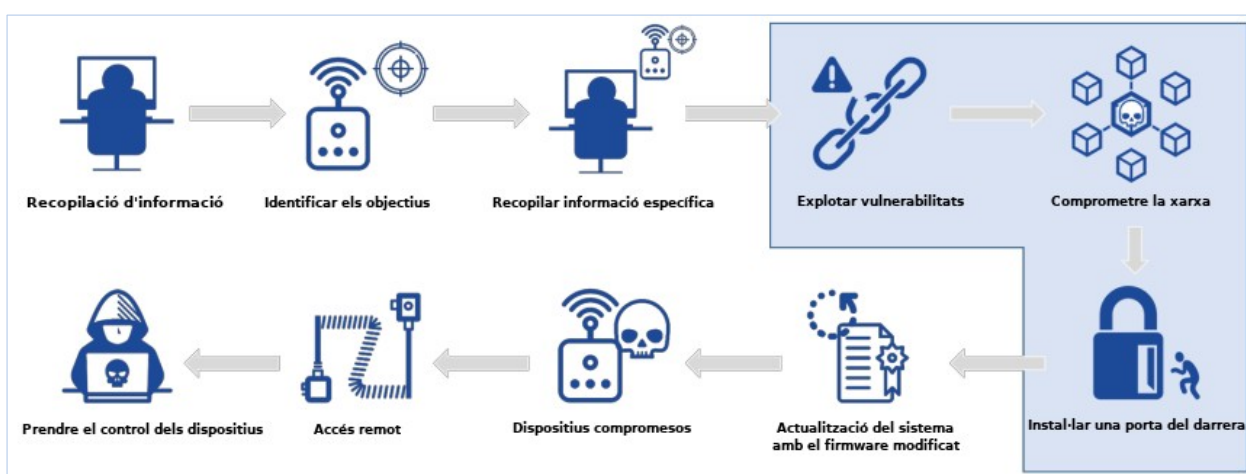 Recopilació d'informació
Identificar els objectius
Recopilar informació específica
Explotar vulnerabilitats
Comprometre la xarxa
Prendre el control dels dispositius
Accés remot
Dispositius compromesos
Actualització del sistema
amb el firmware modificat
Instal·lar una porta del darrera